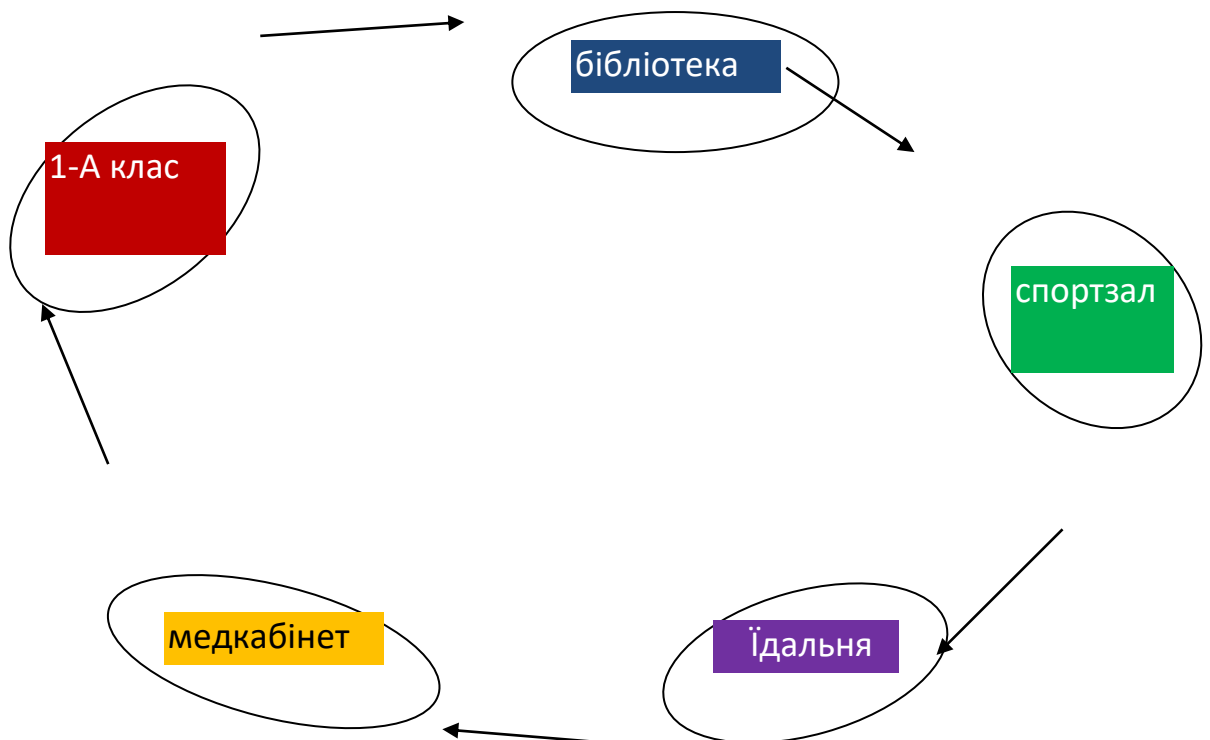 бібліотека
1-А клас
спортзал
медкабінет
Їдальня